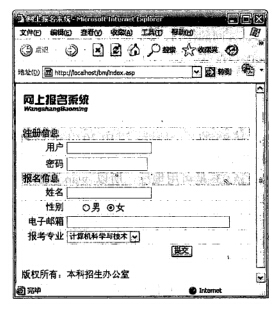 网上报名系统 - Microsoft Internet Explorer
文件(F) 编辑(E) 查看(V) 收藏(A) 工具(T) 帮助(H)
后退 搜索 收藏夹
地址(D) http://localhost/bm/index.asp 转到
网上报名系统
WangshangBaoming
注册信息
用户
密码
报名信息
姓名
性别 男 女
电子邮箱
报考专业 计算机科学与技术
提交
版权所有：本科招生办公室
完毕 Internet